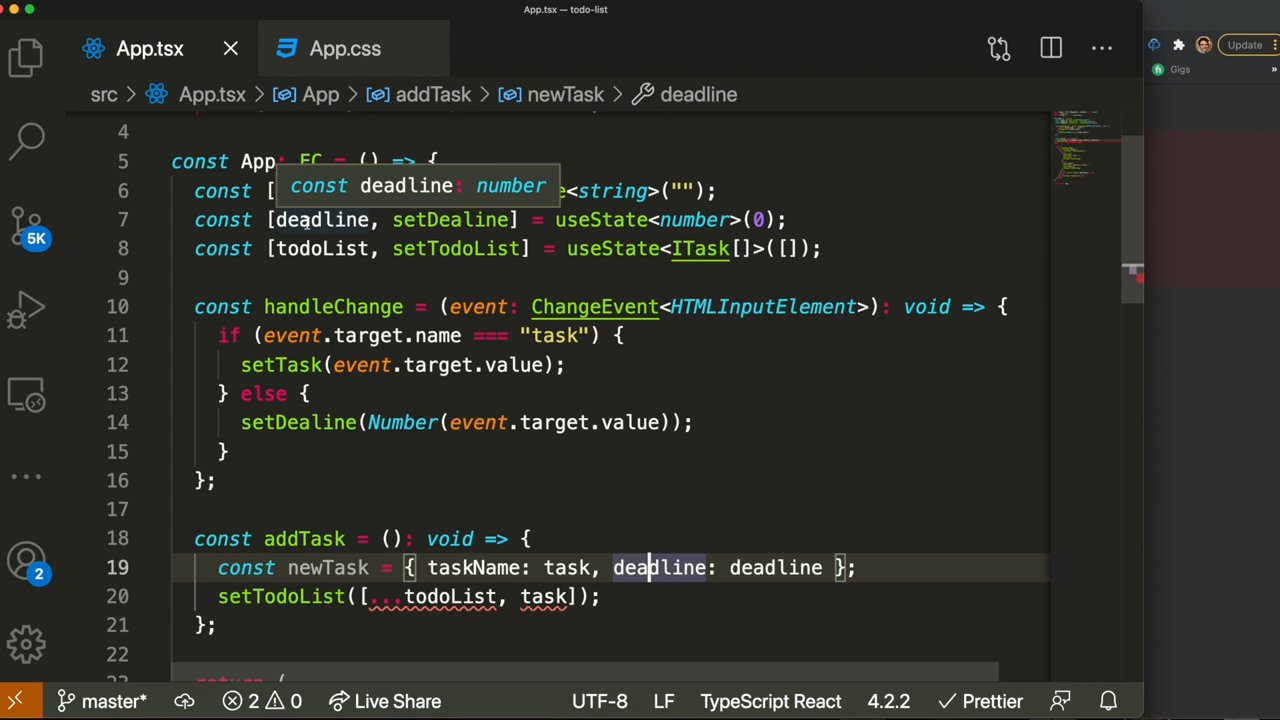 App.tsx — todo-list
App.tsx
App.css
Update
Gigs
»
src > App.tsx > App > addTask > newTask > deadline
4
5 const App: FC = () => {
const deadline: number
6 const [ e<string>("");
7 const [deadline, setDealine] = useState<number>(0);
8 const [todoList, setTodoList] = useState<ITask[]>([]);
9
10 const handleChange = (event: ChangeEvent<HTMLInputElement>): void => {
11 if (event.target.name === "task") {
12 setTask(event.target.value);
13 } else {
14 setDealine(Number(event.target.value));
15 }
16 };
17
18 const addTask = (): void => {
19 const newTask = { taskName: task, deadline: deadline };
20 setTodoList([...todoList, task]);
21 };
22
23 return (
5K
2
master* 2 0 Live Share UTF-8 LF TypeScript React 4.2.2 Prettier